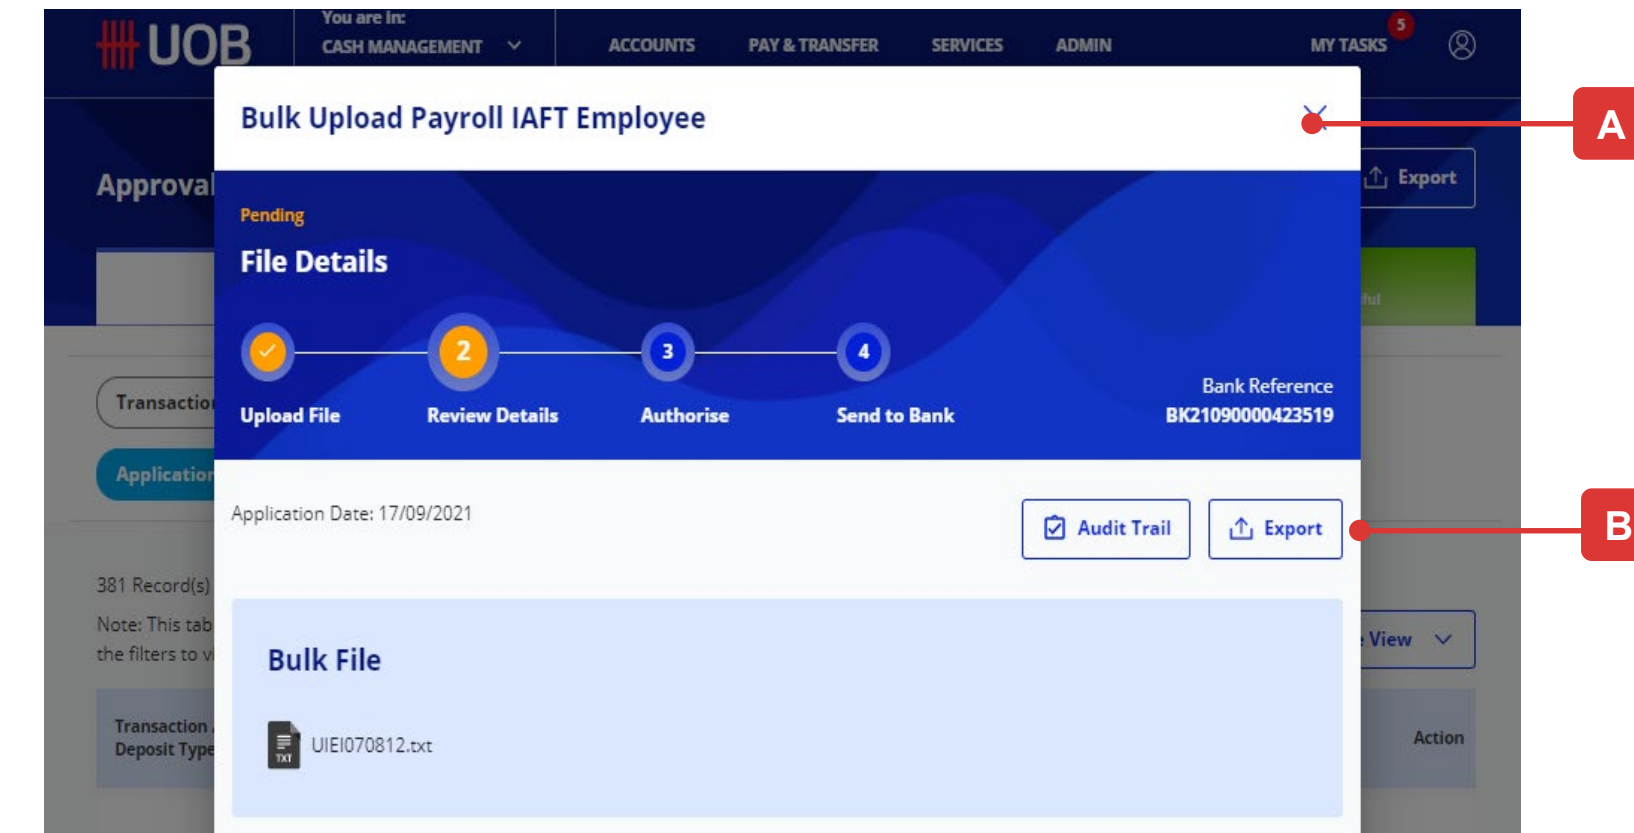 UOB
You are in:
CASH MANAGEMENT
ACCOUNTS
PAY & TRANSFER
SERVICES
ADMIN
MY TASKS
5
Bulk Upload Payroll IAFT Employee
A
Approval
Export
Pending
File Details
2
3
4
Upload File
Review Details
Authorise
Send to Bank
Bank Reference
BK21090000423519
Transaction
Application
Application Date: 17/09/2021
Audit Trail
Export
B
381 Record(s)
Note: This tab
the filters to
View
Bulk File
TXT
UIEI070812.txt
Transaction
Deposit Type
Action